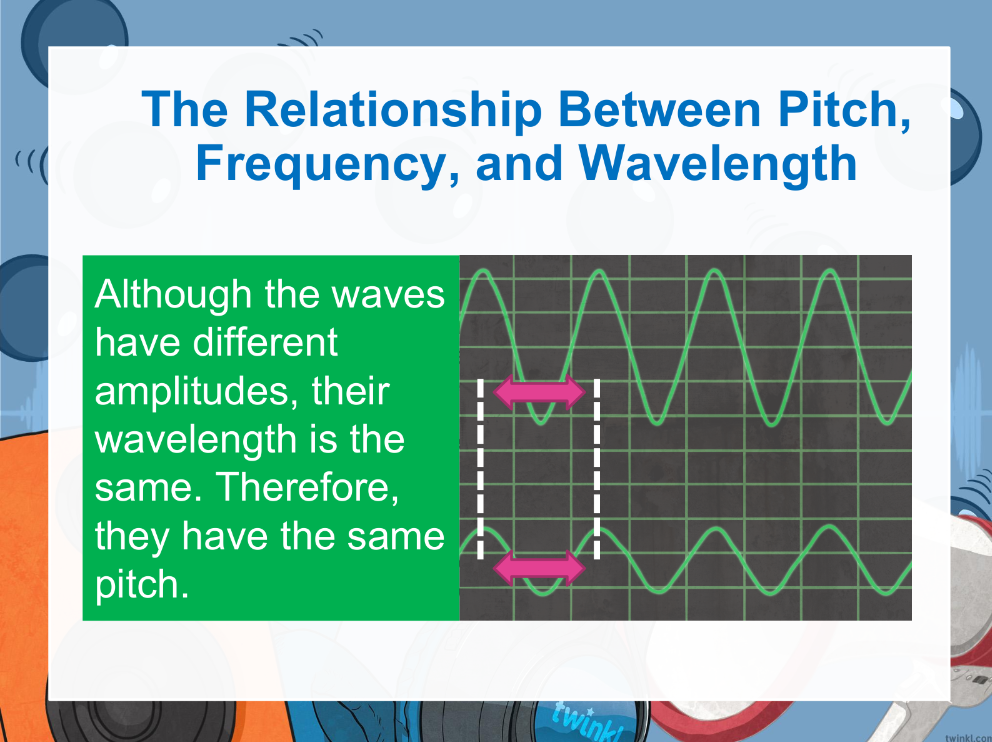 The Relationship Between Pitch,
Frequency, and Wavelength
Although the waves
have different
amplitudes, their
wavelength is the
same. Therefore,
they have the same
pitch.
twinkl
twinkl.com